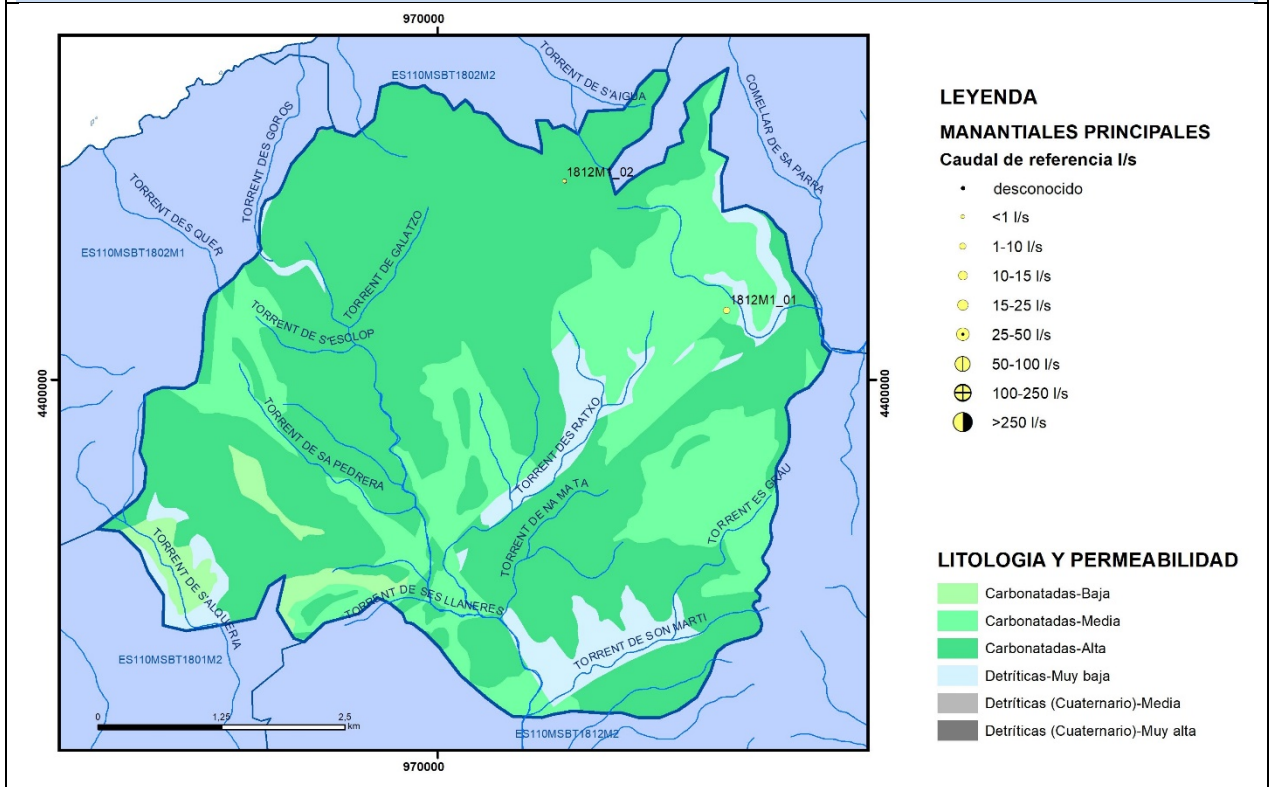 970000
ES110MSBT1802M2
TORRENT DE S'AIGUA
COMELLAR DE SA PARRA
TORRENT DES GOROS
TORRENT DES QUER
ES110MSBT1802M1
1812M1_02
TORRENT DE GALATZO
TORRENT DE S'ESCLOP
1812M1_01
4400000
4400000
TORRENT DE SA PEDRERA
TORRENT DES RATXO
TORRENT DE NA MATA
TORRENT ES GRAU
TORRENT DE S'ALQUERIA
TORRENT DE SES LLANERES
TORRENT DE SON MARTI
ES110MSBT1801M2
ES110MSBT1812M2
0 1,25 2,5
km
970000
LEYENDA
MANANTIALES PRINCIPALES
Caudal de referencia l/s
desconocido
<1 l/s
1-10 l/s
10-15 l/s
15-25 l/s
25-50 l/s
50-100 l/s
100-250 l/s
>250 l/s
LITOLOGIA Y PERMEABILIDAD
Carbonatadas-Baja
Carbonatadas-Media
Carbonatadas-Alta
Detríticas-Muy baja
Detríticas (Cuaternario)-Media
Detríticas (Cuaternario)-Muy alta